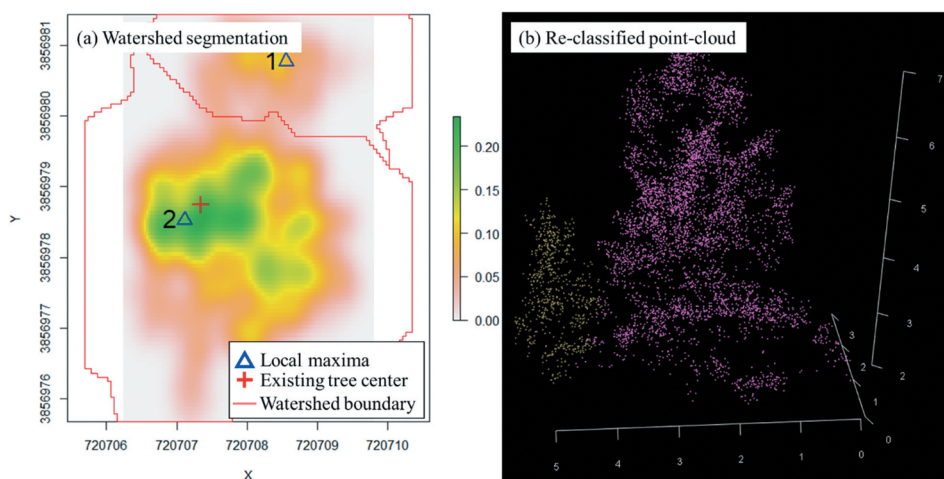 (a) Watershed segmentation
1
2
3856981
3856980
3856979
3856978
3856977
3856976
Y
720706 720707 720708 720709 720710
X
0.20
0.15
0.10
0.05
0.00
Local maxima
Existing tree center
Watershed boundary
(b) Re-classified point-cloud
7
6
5
4
3
2
3
2
1
0
5 4 3 2 1 0